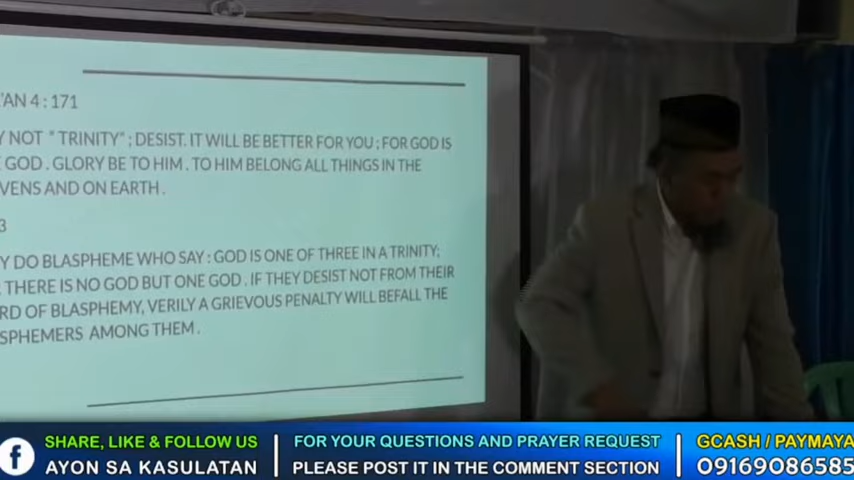 'AN 4 : 171
Y NOT " TRINITY" ; DESIST. IT WILL BE BETTER FOR YOU ; FOR GOD IS
E GOD . GLORY BE TO HIM . TO HIM BELONG ALL THINGS IN THE
VENS AND ON EARTH .
3
Y DO BLASPHEME WHO SAY : GOD IS ONE OF THREE IN A TRINITY;
THERE IS NO GOD BUT ONE GOD . IF THEY DESIST NOT FROM THEIR
RD OF BLASPHEMY, VERILY A GRIEVOUS PENALTY WILL BEFALL THE
SPHEMERS AMONG THEM .
SHARE, LIKE & FOLLOW US
AYON SA KASULATAN
FOR YOUR QUESTIONS AND PRAYER REQUEST
PLEASE POST IT IN THE COMMENT SECTION
GCASH / PAYMAYA
09169086585